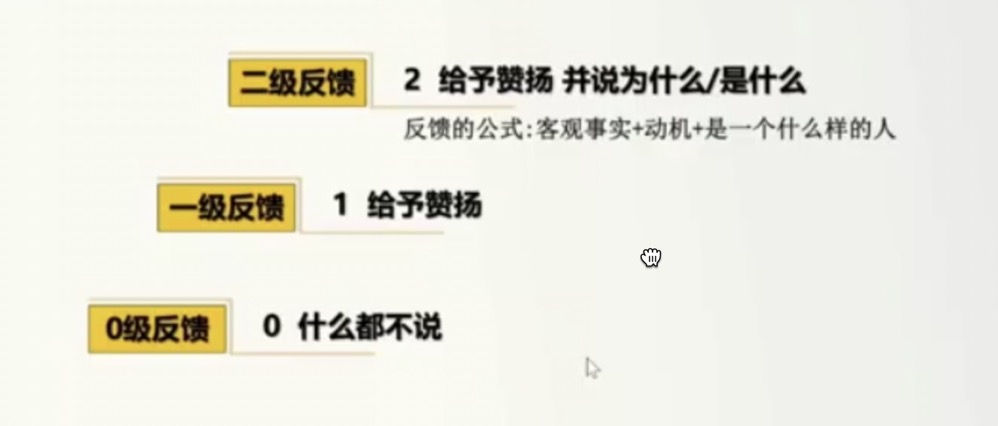 二级反馈 2 给予赞扬 并说为什么/是什么
反馈的公式:客观事实+动机+是一个什么样的人
一级反馈 1 给予赞扬
0级反馈 0 什么都不说